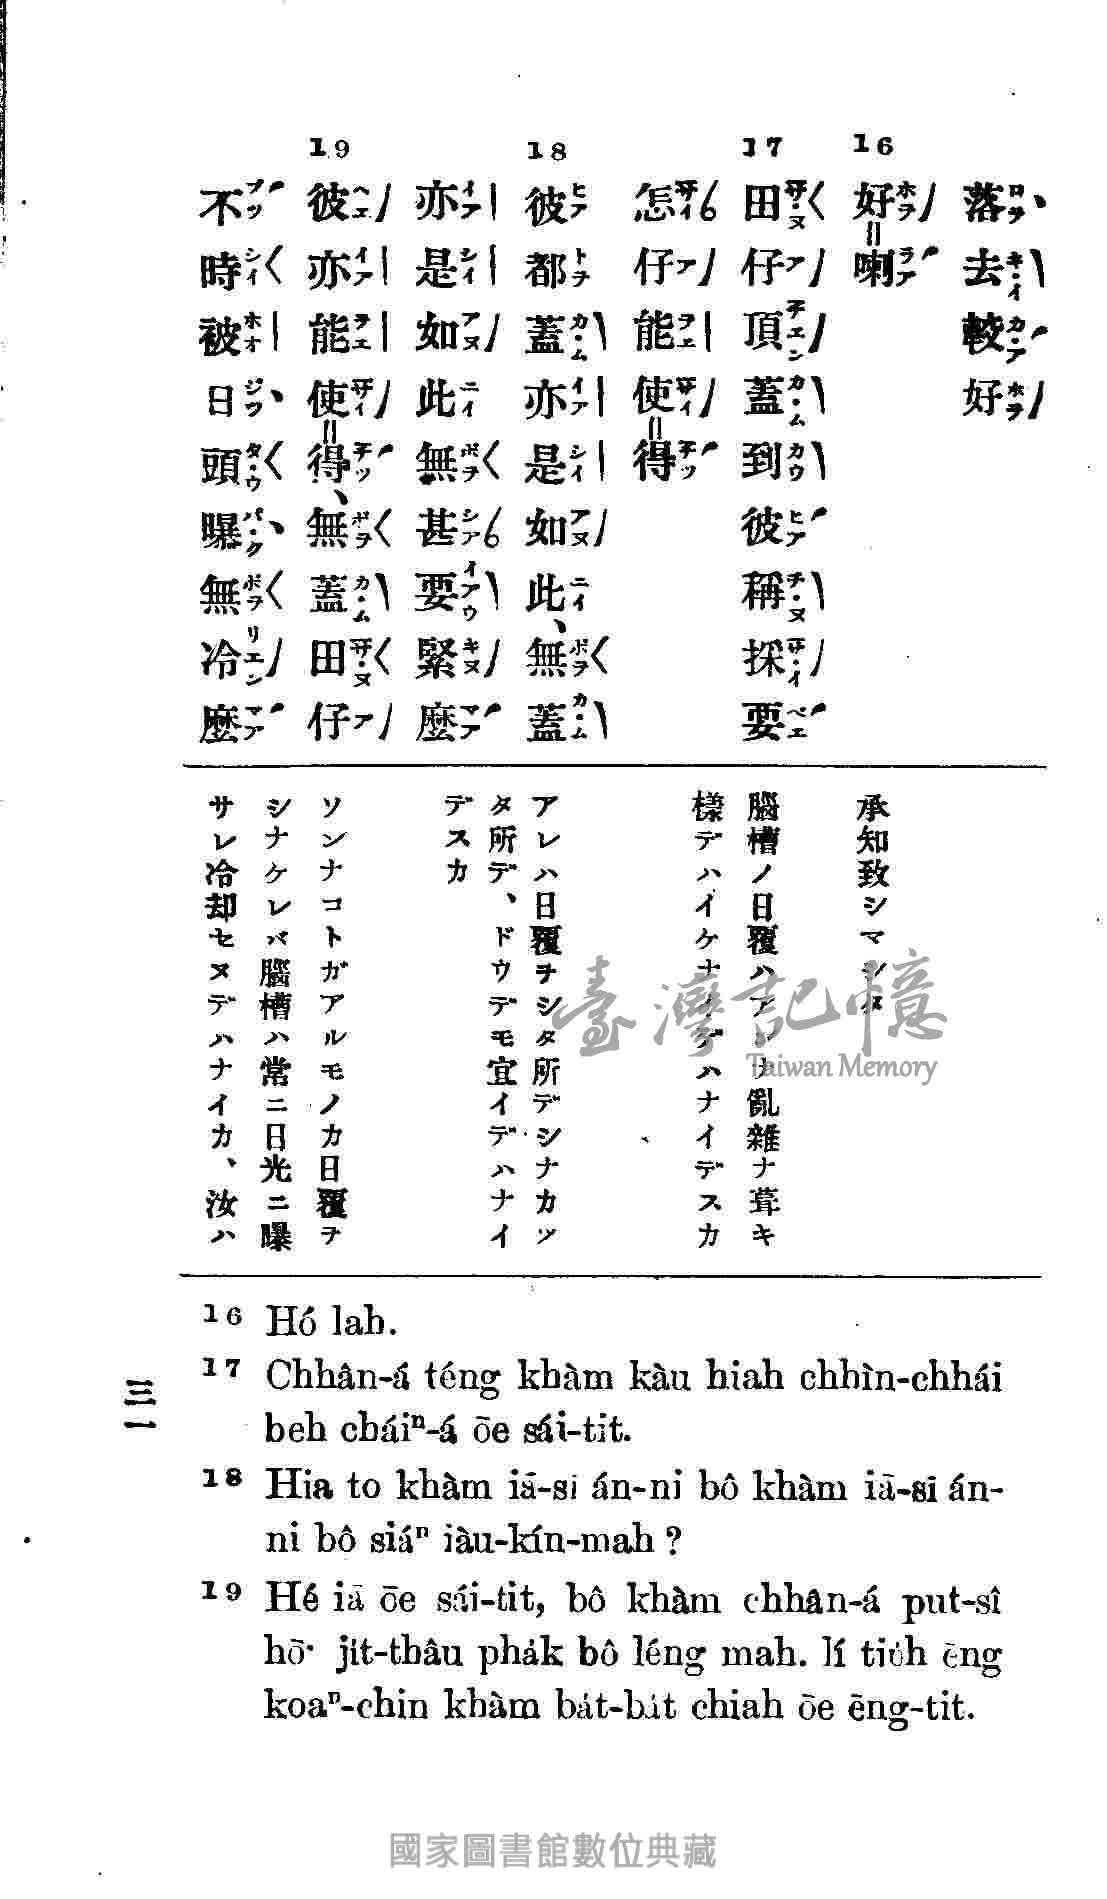 落去較好
16
好喇
17
田仔頂蓋到彼稱採要
怎仔能使得
18
彼都蓋亦是如此、無蓋
亦是如此無甚要緊麼
19
彼亦能使得、無蓋田仔
不時被日頭曝無冷麼
承知致シマシタ
腦槽ノ日覆ハアンナ亂雜ナ葺キ
樣デハイケナイデハナイデスカ
アレハ日覆ヲシタ所デシナカツ
タ所デ、ドウデモ宜イデハナイ
デスカ
ソンナコトガアルモノカ日覆ヲ
シナケレバ腦槽ハ常ニ日光ニ曝
サレ冷却セヌデハナイカ、汝ハ
16 Hó lah.
17 Chhân-á téng khàm kàu hiah chhìn-chhái
beh cháiⁿ-á ōe sái-tit.
18 Hia to khàm iā-si án-ni bô khàm iā-si án-
ni bô siáⁿ iàu-kín-mah ?
19 Hé iā ōe sái-tit, bô khàm chhân-á put-sî
hō͘ ji̍t-thâu pha̍k bô léng mah. lí tio̍h ēng
koaⁿ-chin khàm ba̍t-ba̍t chiah ōe ēng-tit.
三一
臺灣記憶
Taiwan Memory
國家圖書館數位典藏